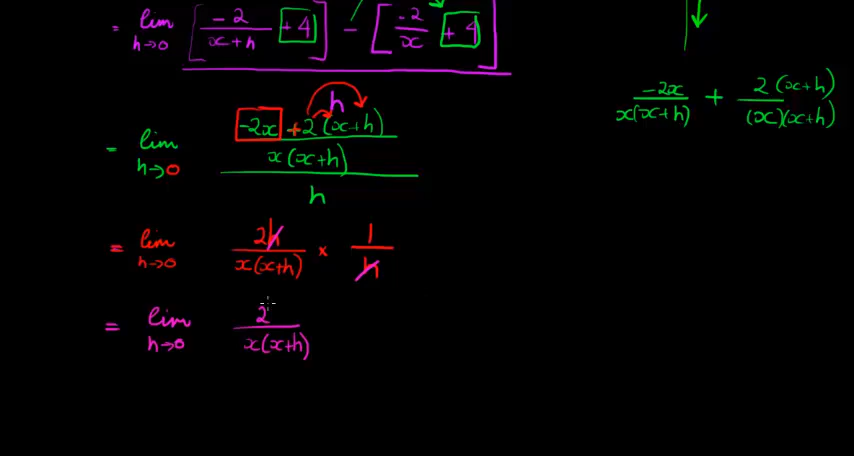 = lim h→0 [ -2/(x+h) + 4 ] - [ -2/x + 4 ]
h
-2x/(x(x+h)) + 2(x+h)/((x)(x+h))
= lim h→0 (-2x + 2(x+h))/(x(x+h))
h
= lim h→0 2h/(x(x+h)) × 1/h
= lim h→0 2/(x(x+h))